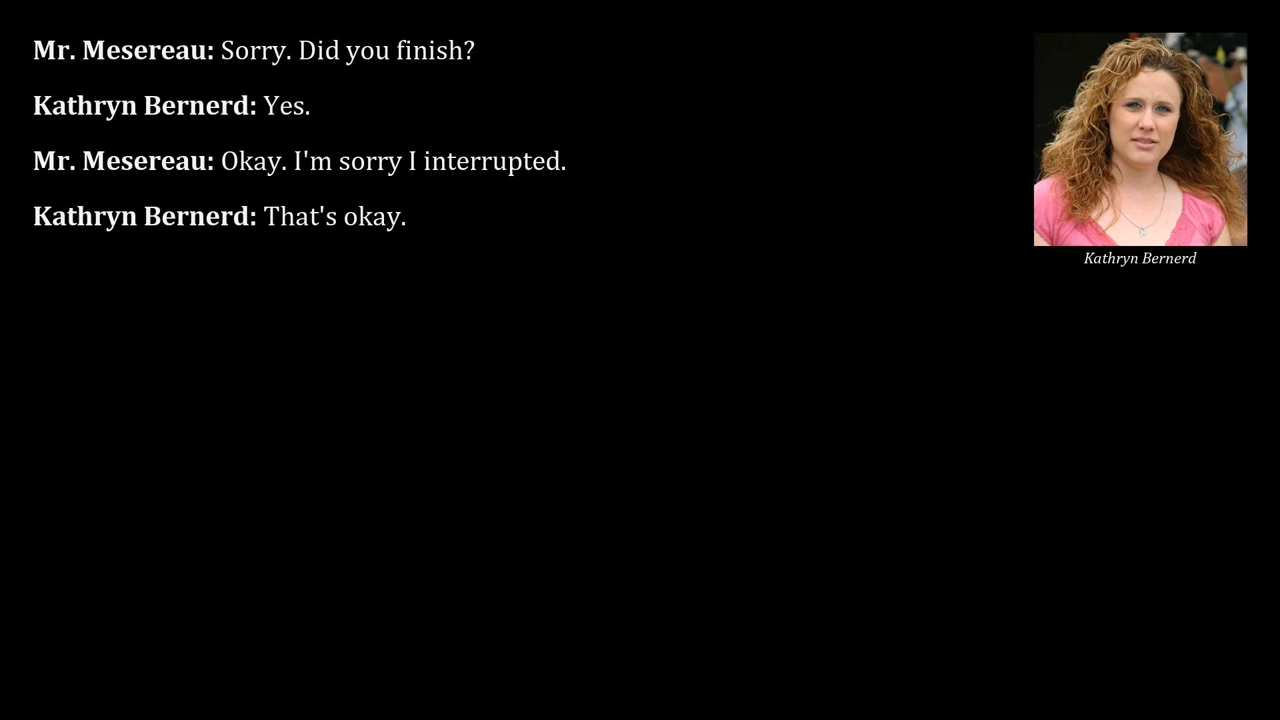 Mr. Mesereau: Sorry. Did you finish?
Kathryn Bernerd: Yes.
Mr. Mesereau: Okay. I'm sorry I interrupted.
Kathryn Bernerd: That's okay.
Kathryn Bernerd